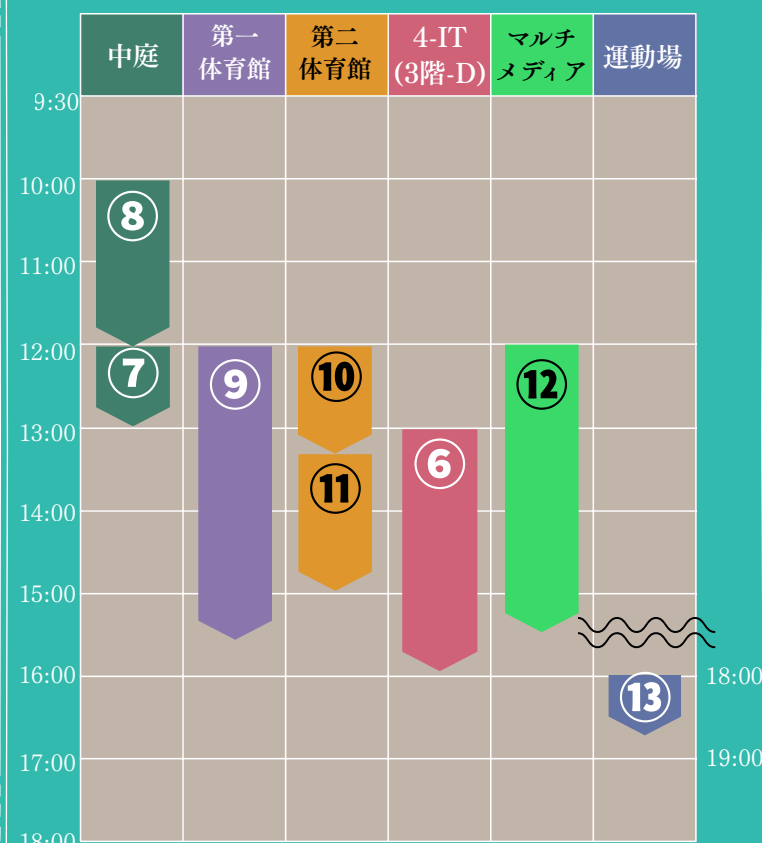 中庭
第一
体育館
第二
体育館
4-IT
(3階-D)
マルチ
メディア
運動場
9:30
10:00
⑧
11:00
12:00
⑦
⑨
⑩
⑫
13:00
⑥
⑪
14:00
15:00
16:00
18:00
⑬
17:00
19:00
18:00